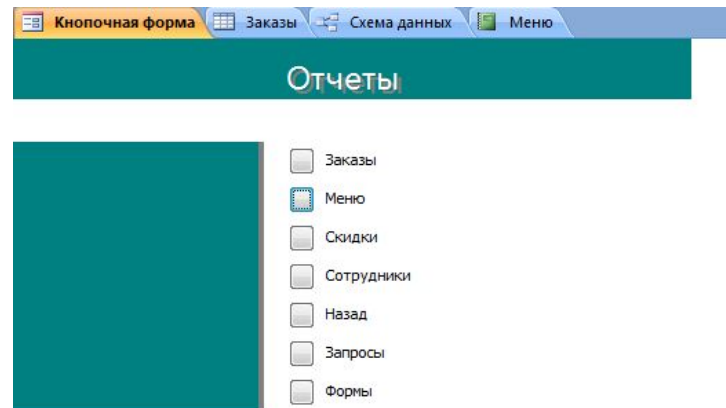 Кнопочная форма Заказы Схема данных Меню
Отчеты
Заказы
Меню
Скидки
Сотрудники
Назад
Запросы
Формы